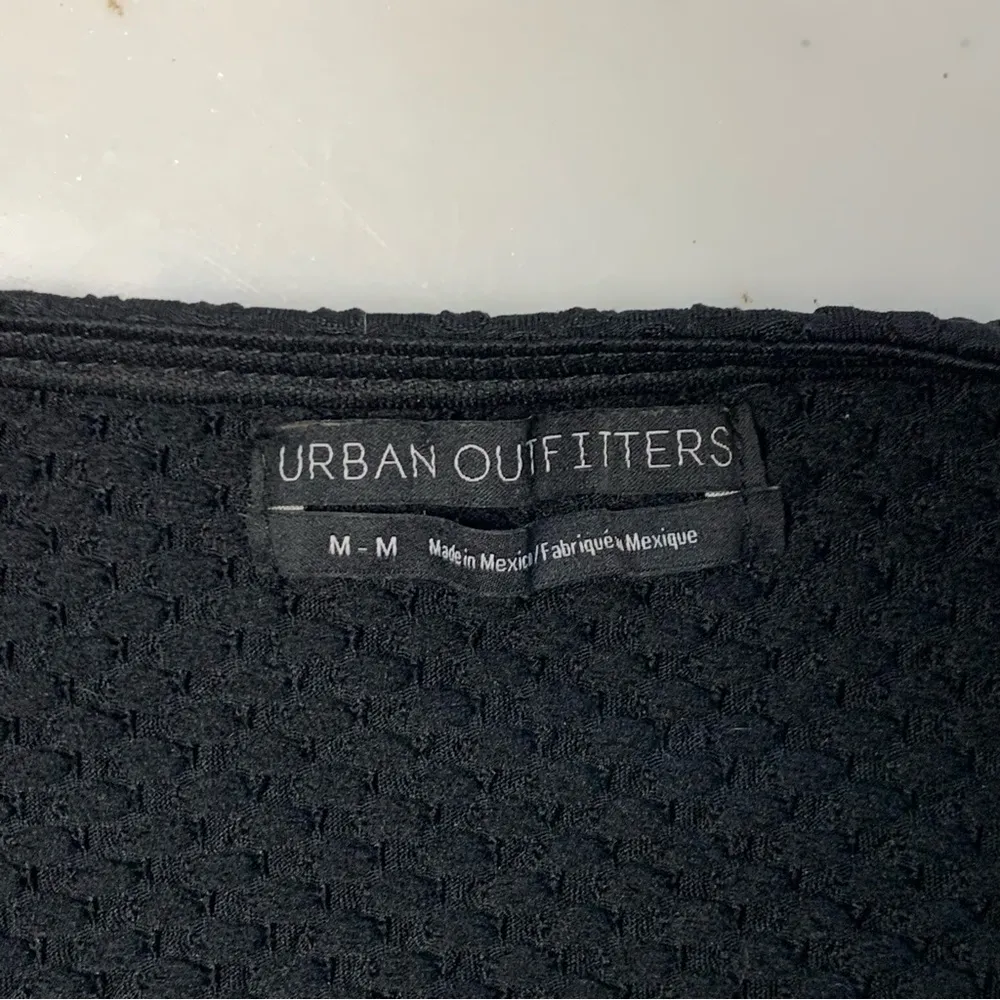 URBAN OUTFITTERS
M - M Made in Mexico/Fabriqué au Mexique